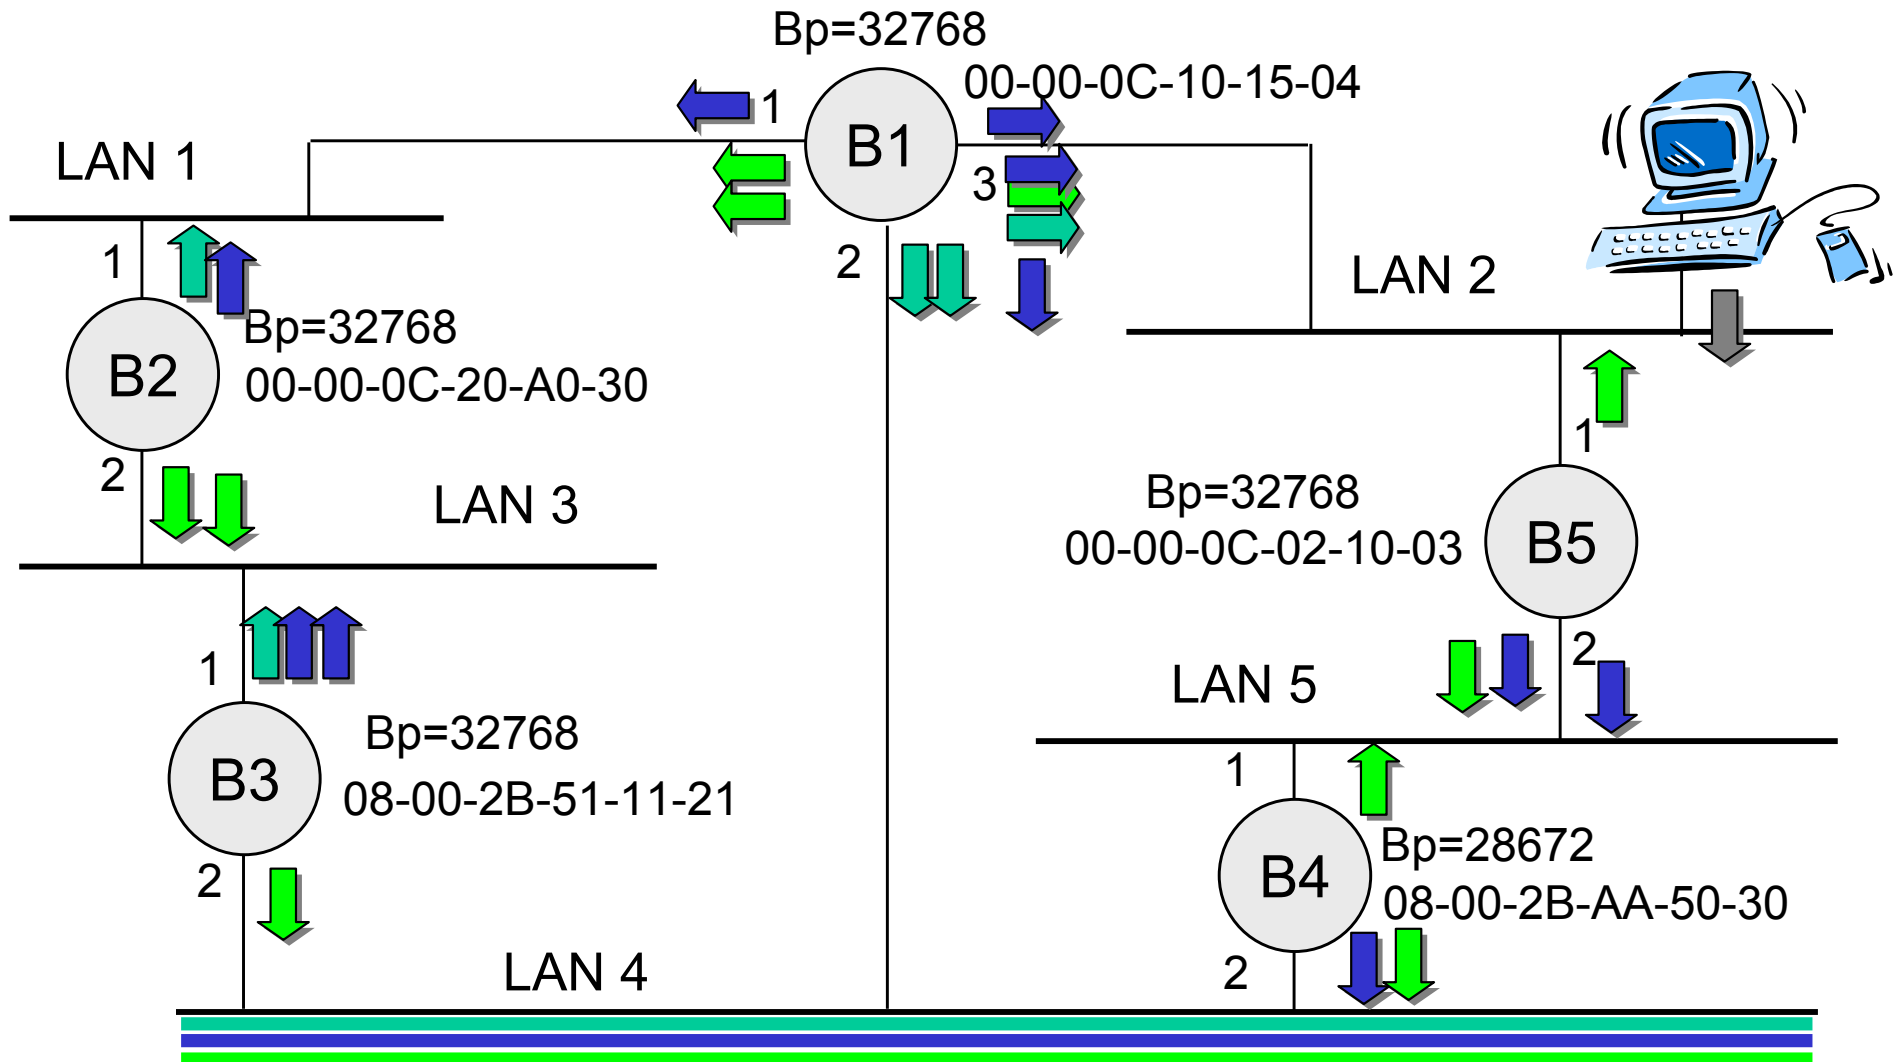 Bp=32768
00-00-0C-10-15-04
1
B1
LAN 1
3
2
LAN 2
1
Bp=32768
B2
00-00-0C-20-A0-30
1
2
LAN 3
Bp=32768
00-00-0C-02-10-03
B5
1
2
LAN 5
Bp=32768
B3
08-00-2B-51-11-21
1
Bp=28672
B4
08-00-2B-AA-50-30
2
LAN 4
2